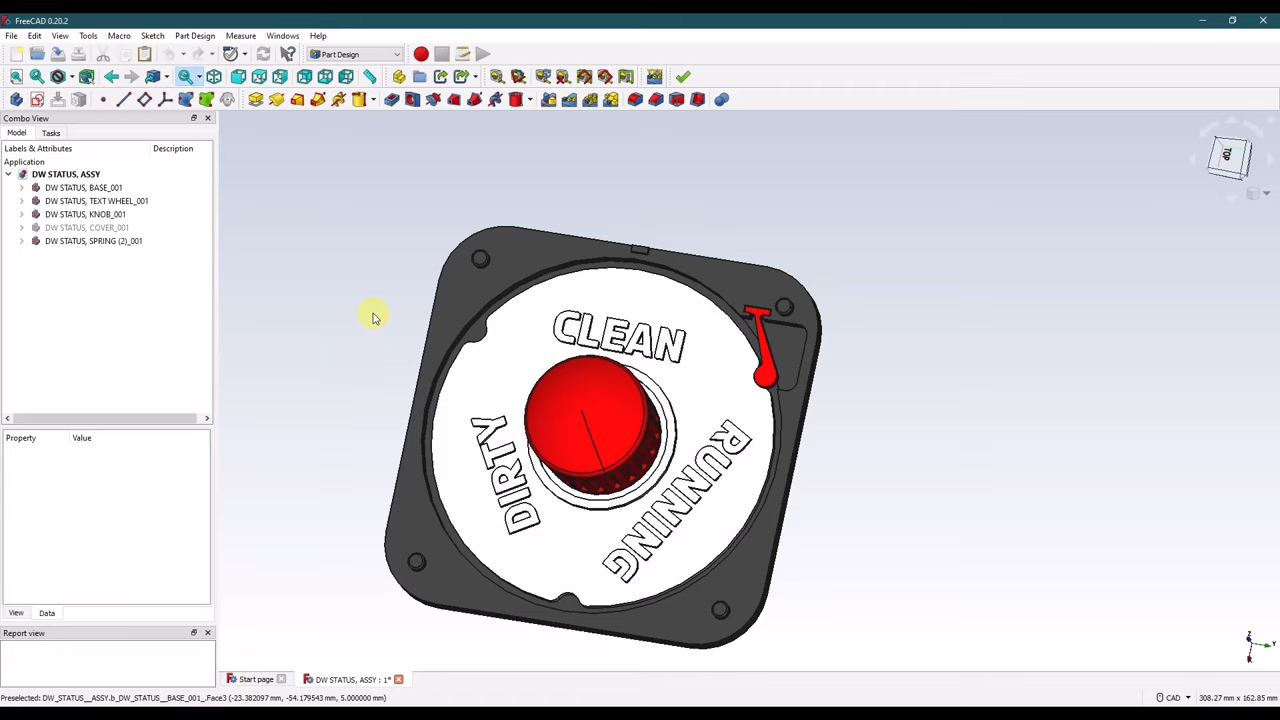 FreeCAD 0.20.2
File Edit View Tools Macro Sketch Part Design Measure Windows Help
Part Design
Combo View
Model Tasks
Labels & Attributes Description
Application
DW STATUS, ASSY
DW STATUS, BASE_001
DW STATUS, TEXT WHEEL_001
DW STATUS, KNOB_001
DW STATUS, COVER_001
DW STATUS, SPRING (2)_001
TOP
CLEAN
DIRTY
RUNNING
Property Value
View Data
Report view
Start page DW STATUS, ASSY : 1*
Preselected: DW_STATUS__ASSY.b_DW_STATUS__BASE_001_.Face3 (-23.382097 mm, -54.179543 mm, 5.000000 mm) CAD 308.27 mm x 162.85 mm